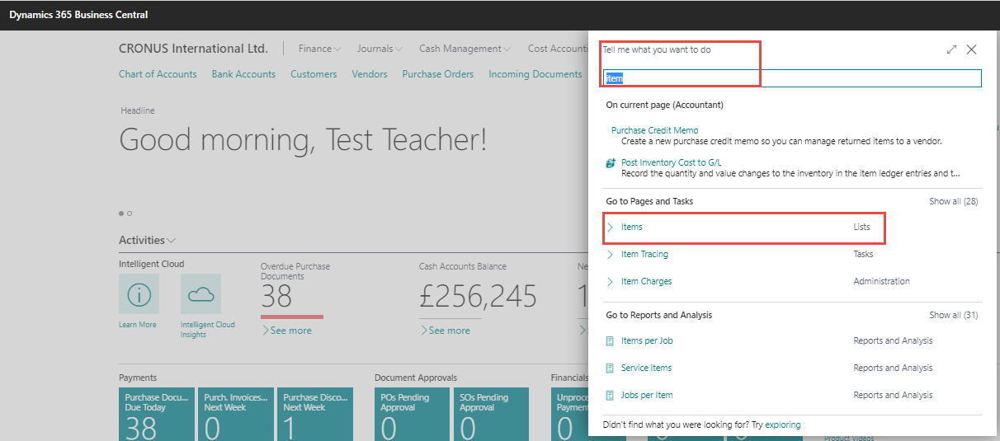 Dynamics 365 Business Central
CRONUS International Ltd.
Finance
Journals
Cash Management
Cost Accounti
Chart of Accounts
Bank Accounts
Customers
Vendors
Purchase Orders
Incoming Documents
Headline
Good morning, Test Teacher!
Activities
Intelligent Cloud
Learn More
Intelligent Cloud
Insights
Overdue Purchase
Documents
38
See more
Cash Accounts Balance
£256,245
See more
Ne
1
Payments
Purchase Docu...
Due Today
38
Purch. Invoices...
Next Week
0
Purchase Disco...
Next Week
1
Document Approvals
POs Pending
Approval
0
SOs Pending
Approval
0
Financials
Unproce
Payment
0
Tell me what you want to do
item
On current page (Accountant)
Purchase Credit Memo
Create a new purchase credit memo so you can manage returned items to a vendor.
Post Inventory Cost to G/L
Record the quantity and value changes to the inventory in the item ledger entries and t...
Go to Pages and Tasks
Show all (28)
Items
Lists
Item Tracing
Tasks
Item Charges
Administration
Go to Reports and Analysis
Show all (31)
Items per Job
Reports and Analysis
Service Items
Reports and Analysis
Jobs per Item
Reports and Analysis
Didn't find what you were looking for? Try exploring
Product Videos